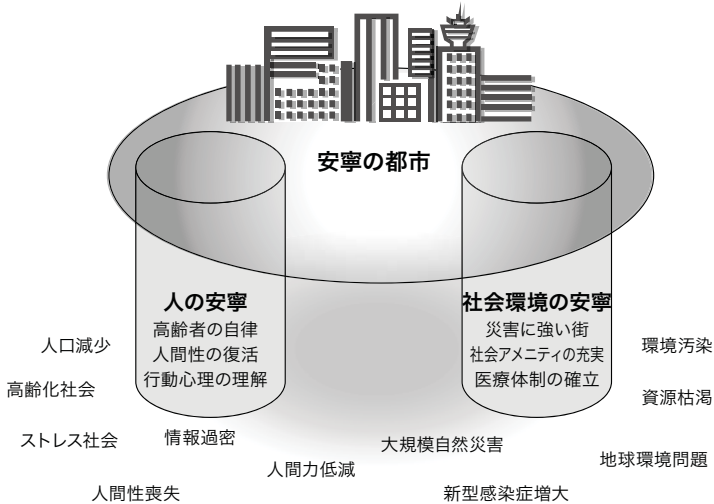 安寧の都市
人の安寧
高齢者の自律
人間性の復活
行動心理の理解
社会環境の安寧
災害に強い街
社会アメニティの充実
医療体制の確立
人口減少
高齢化社会
ストレス社会
情報過密
人間性喪失
人間力低減
大規模自然災害
新型感染症増大
環境汚染
資源枯渇
地球環境問題